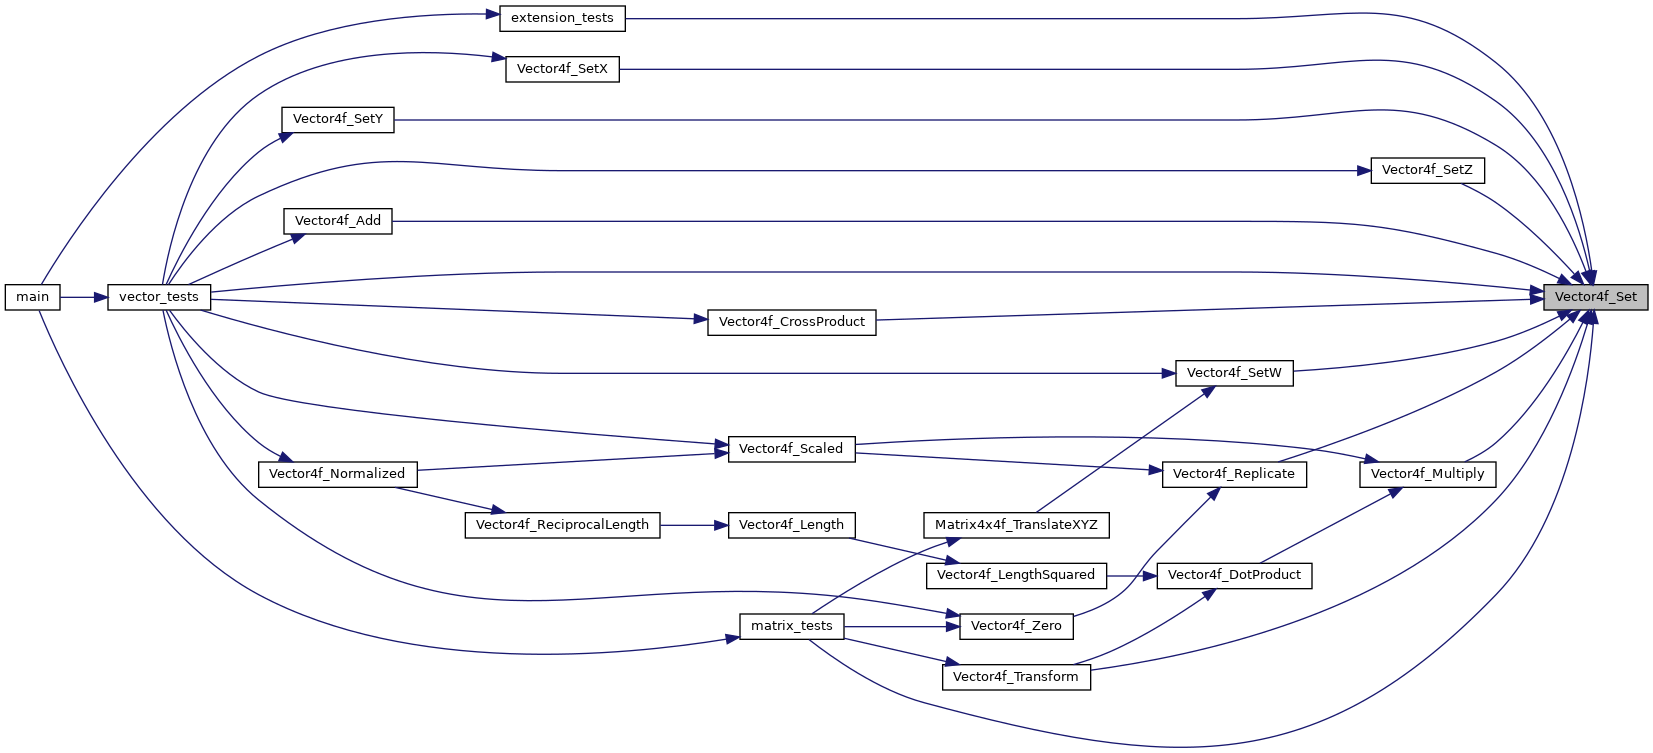 extension_tests
Vector4f_SetX
Vector4f_SetY
Vector4f_SetZ
Vector4f_Add
main
vector_tests
Vector4f_Set
Vector4f_CrossProduct
Vector4f_SetW
Vector4f_Scaled
Vector4f_Normalized
Vector4f_Replicate
Vector4f_Multiply
Vector4f_ReciprocalLength
Vector4f_Length
Matrix4x4f_TranslateXYZ
Vector4f_LengthSquared
Vector4f_DotProduct
matrix_tests
Vector4f_Zero
Vector4f_Transform